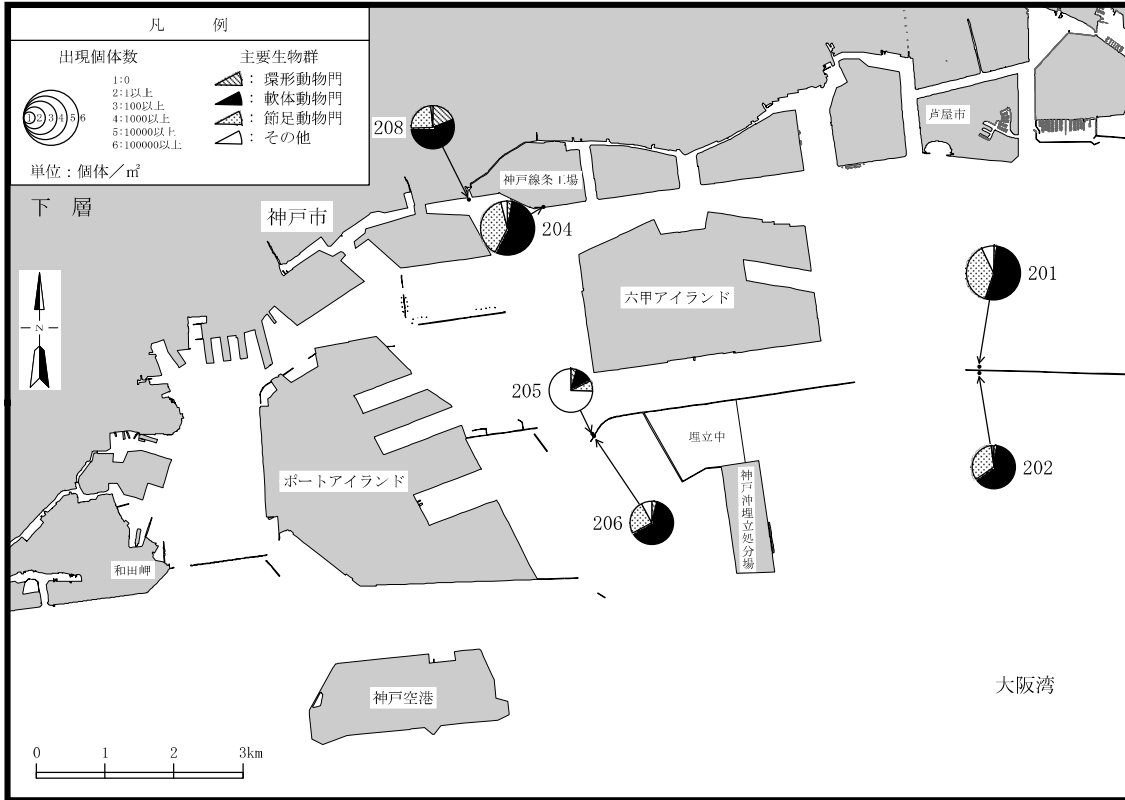 凡 例
出現個体数
1:0
2:1以上
3:100以上
4:1000以上
5:10000以上
6:100000以上
1 2 3 4 5 6
単位：個体／㎡
主要生物群
：環形動物門
：軟体動物門
：節足動物門
：その他
下 層
208
神戸線条工場
芦屋市
神戸市
204
201
N
六甲アイランド
205
埋立中
ポートアイランド
神戸沖埋立処分場
202
206
和田岬
大阪湾
神戸空港
0 1 2 3km